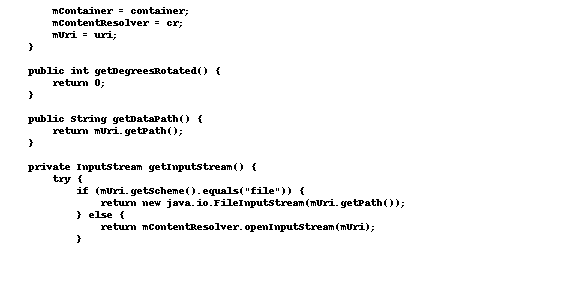 mContainer = container;
        mContentResolver = cr;
        mUri = uri;
    }

    public int getDegreesRotated() {
        return 0;
    }

    public String getDataPath() {
        return mUri.getPath();
    }

    private InputStream getInputStream() {
        try {
            if (mUri.getScheme().equals("file")) {
                return new java.io.FileInputStream(mUri.getPath());
            } else {
                return mContentResolver.openInputStream(mUri);
            }